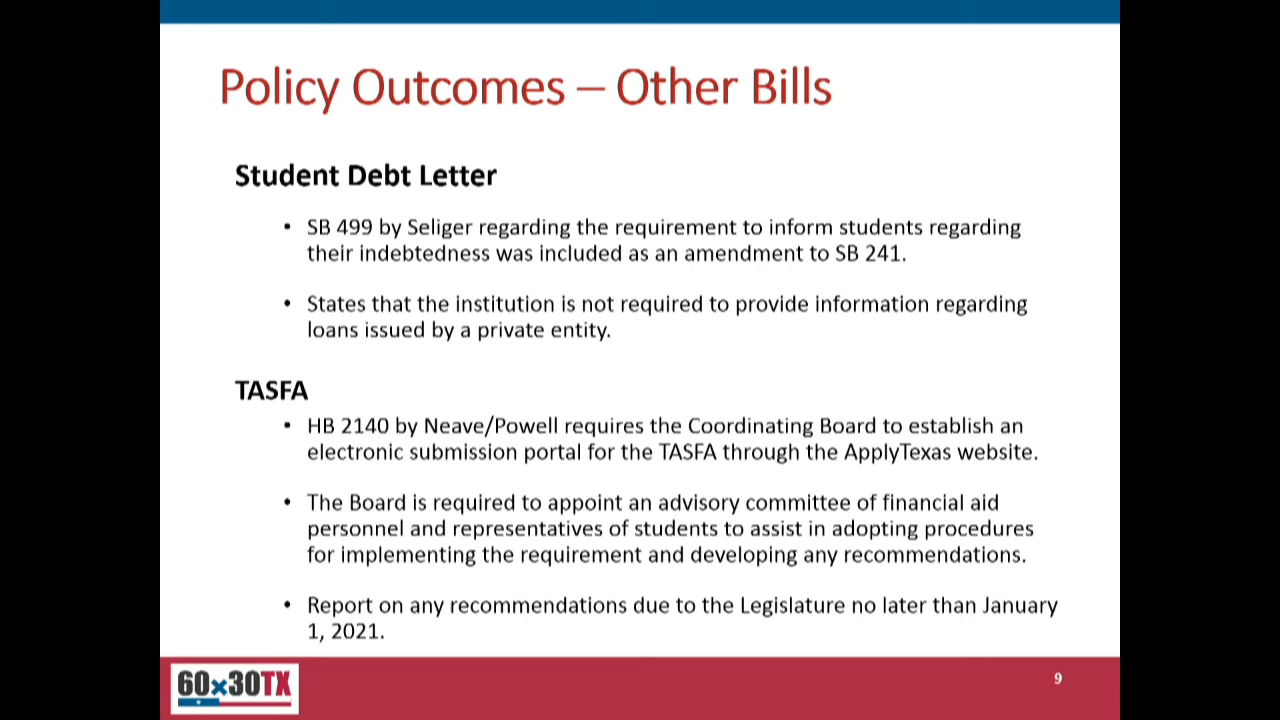 Policy Outcomes – Other Bills
Student Debt Letter
• SB 499 by Seliger regarding the requirement to inform students regarding
their indebtedness was included as an amendment to SB 241.
• States that the institution is not required to provide information regarding
loans issued by a private entity.
TASFA
• HB 2140 by Neave/Powell requires the Coordinating Board to establish an
electronic submission portal for the TASFA through the ApplyTexas website.
• The Board is required to appoint an advisory committee of financial aid
personnel and representatives of students to assist in adopting procedures
for implementing the requirement and developing any recommendations.
• Report on any recommendations due to the Legislature no later than January
1, 2021.
60x30TX
9